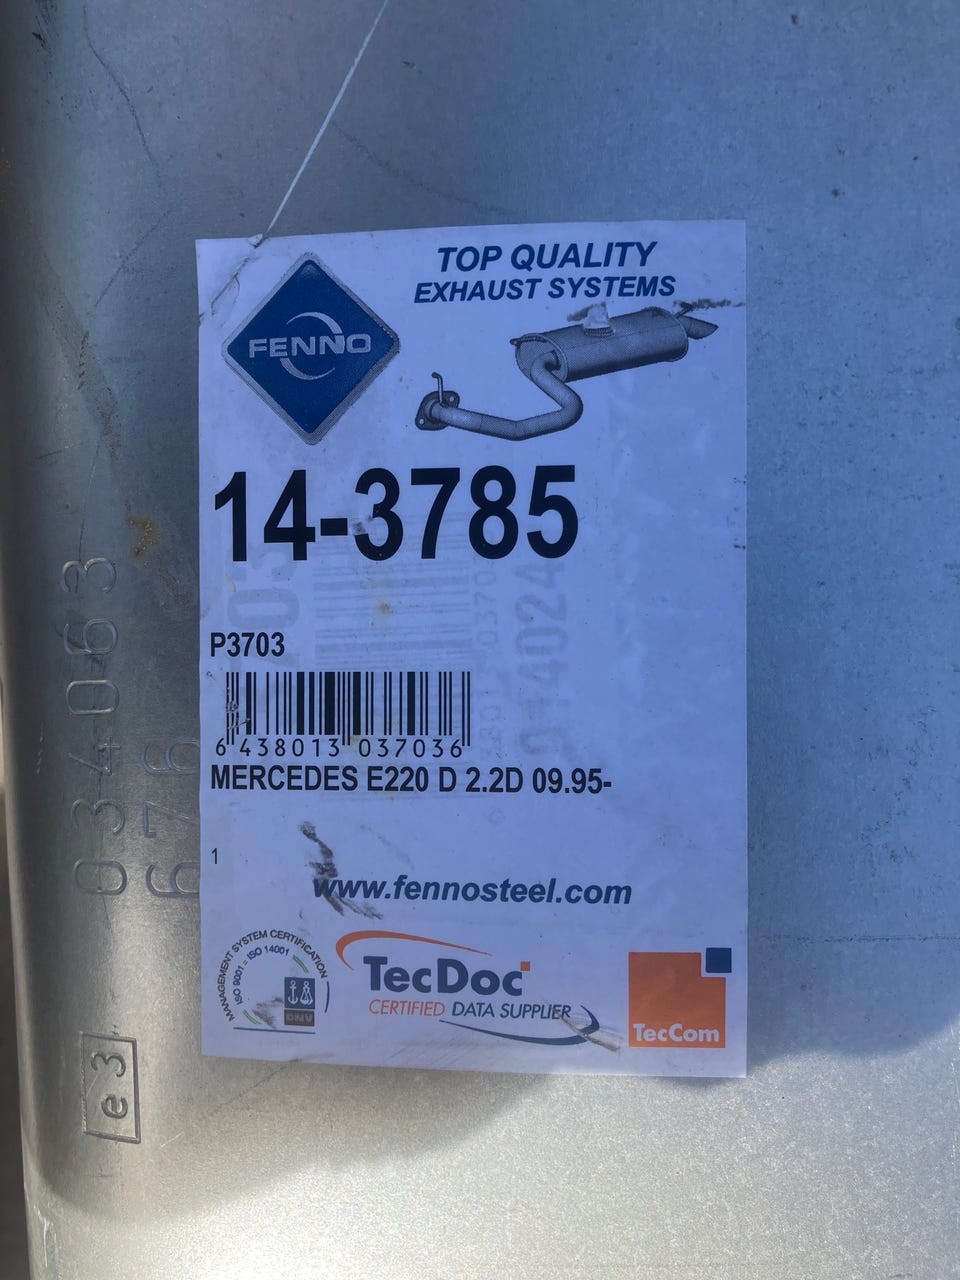 TOP QUALITY
EXHAUST SYSTEMS
FENNO
14-3785
P3703
6 438013 037036
MERCEDES E220 D 2.2D 09.95-
1
www.fennosteel.com
MANAGEMENT SYSTEM CERTIFICATION
ISO 9001 = ISO 14001
DNV
TecDoc
CERTIFIED DATA SUPPLIER
TecCom
034063
676
e3